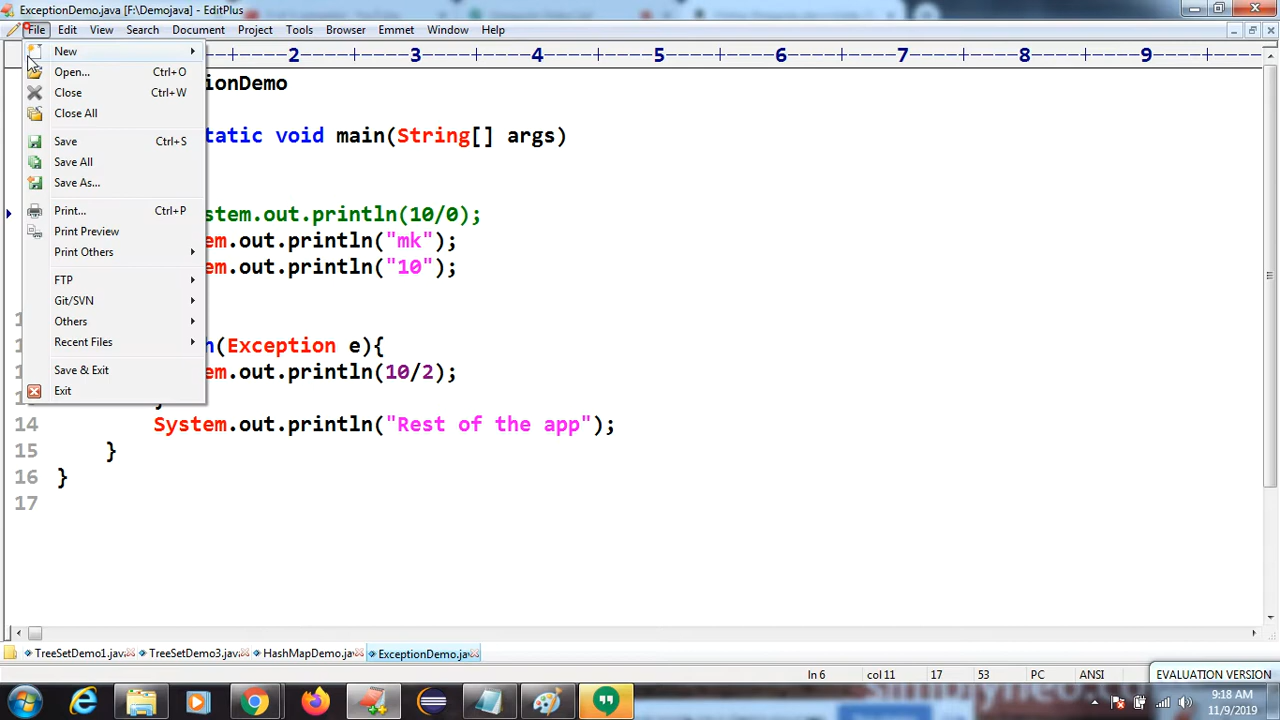 ExceptionDemo.java [F:\Demojava] - EditPlus
File Edit View Search Document Project Tools Browser Emmet Window Help
2 3 4 5 6 7 8 9
New
Open... Ctrl+O
Close Ctrl+W
Close All
Save Ctrl+S
Save All
Save As...
Print... Ctrl+P
Print Preview
Print Others
FTP
Git/SVN
Others
Recent Files
Save & Exit
Exit
ionDemo
tatic void main(String[] args)
stem.out.println(10/0);
em.out.println("mk");
em.out.println("10");
n(Exception e){
em.out.println(10/2);
14 System.out.println("Rest of the app");
15 }
16 }
17
TreeSetDemo1.java TreeSetDemo3.java HashMapDemo.java ExceptionDemo.java
ln 6 col11 17 53 PC ANSI EVALUATION VERSION
9:18 AM
11/9/2019